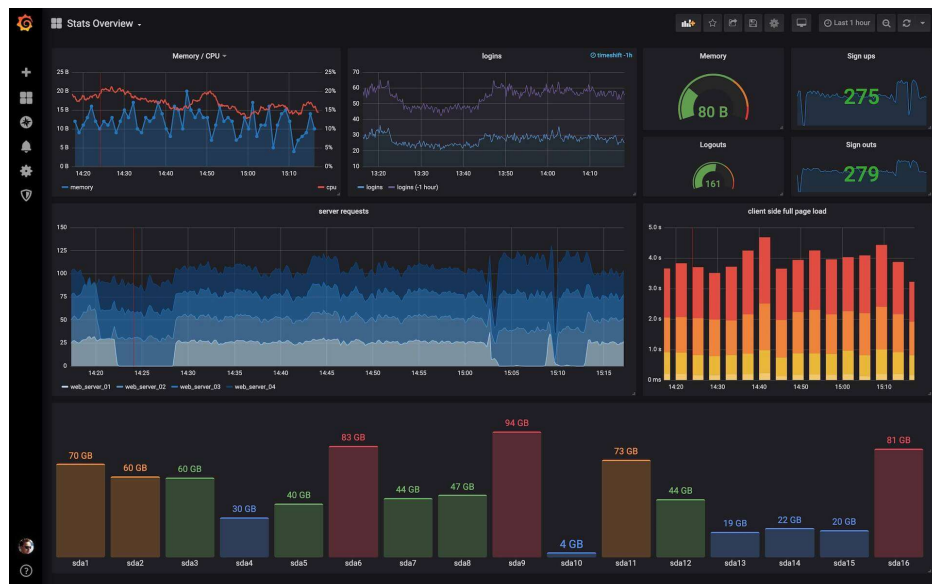 Stats Overview
Last 1 hour
Memory / CPU
25 B
20 B
15 B
10 B
5 B
0 B
25%
20%
15%
10%
5%
0%
14:20 14:30 14:40 14:50 15:00 15:10
memory
cpu
logins
timeshift -1h
70
60
50
40
30
20
10
13:20 13:30 13:40 13:50 14:00 14:10
logins logins (-1 hour)
Memory
80 B
Sign ups
275
Logouts
161
Sign outs
279
server requests
150
125
100
75
50
25
0
14:20 14:25 14:30 14:35 14:40 14:45 14:50 14:55 15:00 15:05 15:10 15:15
web_server_01 web_server_02 web_server_03 web_server_04
client side full page load
5.0 s
4.0 s
3.0 s
2.0 s
1.0 s
0 ms
14:20 14:30 14:40 14:50 15:00 15:10
70 GB 60 GB 60 GB 30 GB 40 GB 83 GB 44 GB 47 GB 94 GB 4 GB 73 GB 44 GB 19 GB 22 GB 20 GB 81 GB
sda1 sda2 sda3 sda4 sda5 sda6 sda7 sda8 sda9 sda10 sda11 sda12 sda13 sda14 sda15 sda16